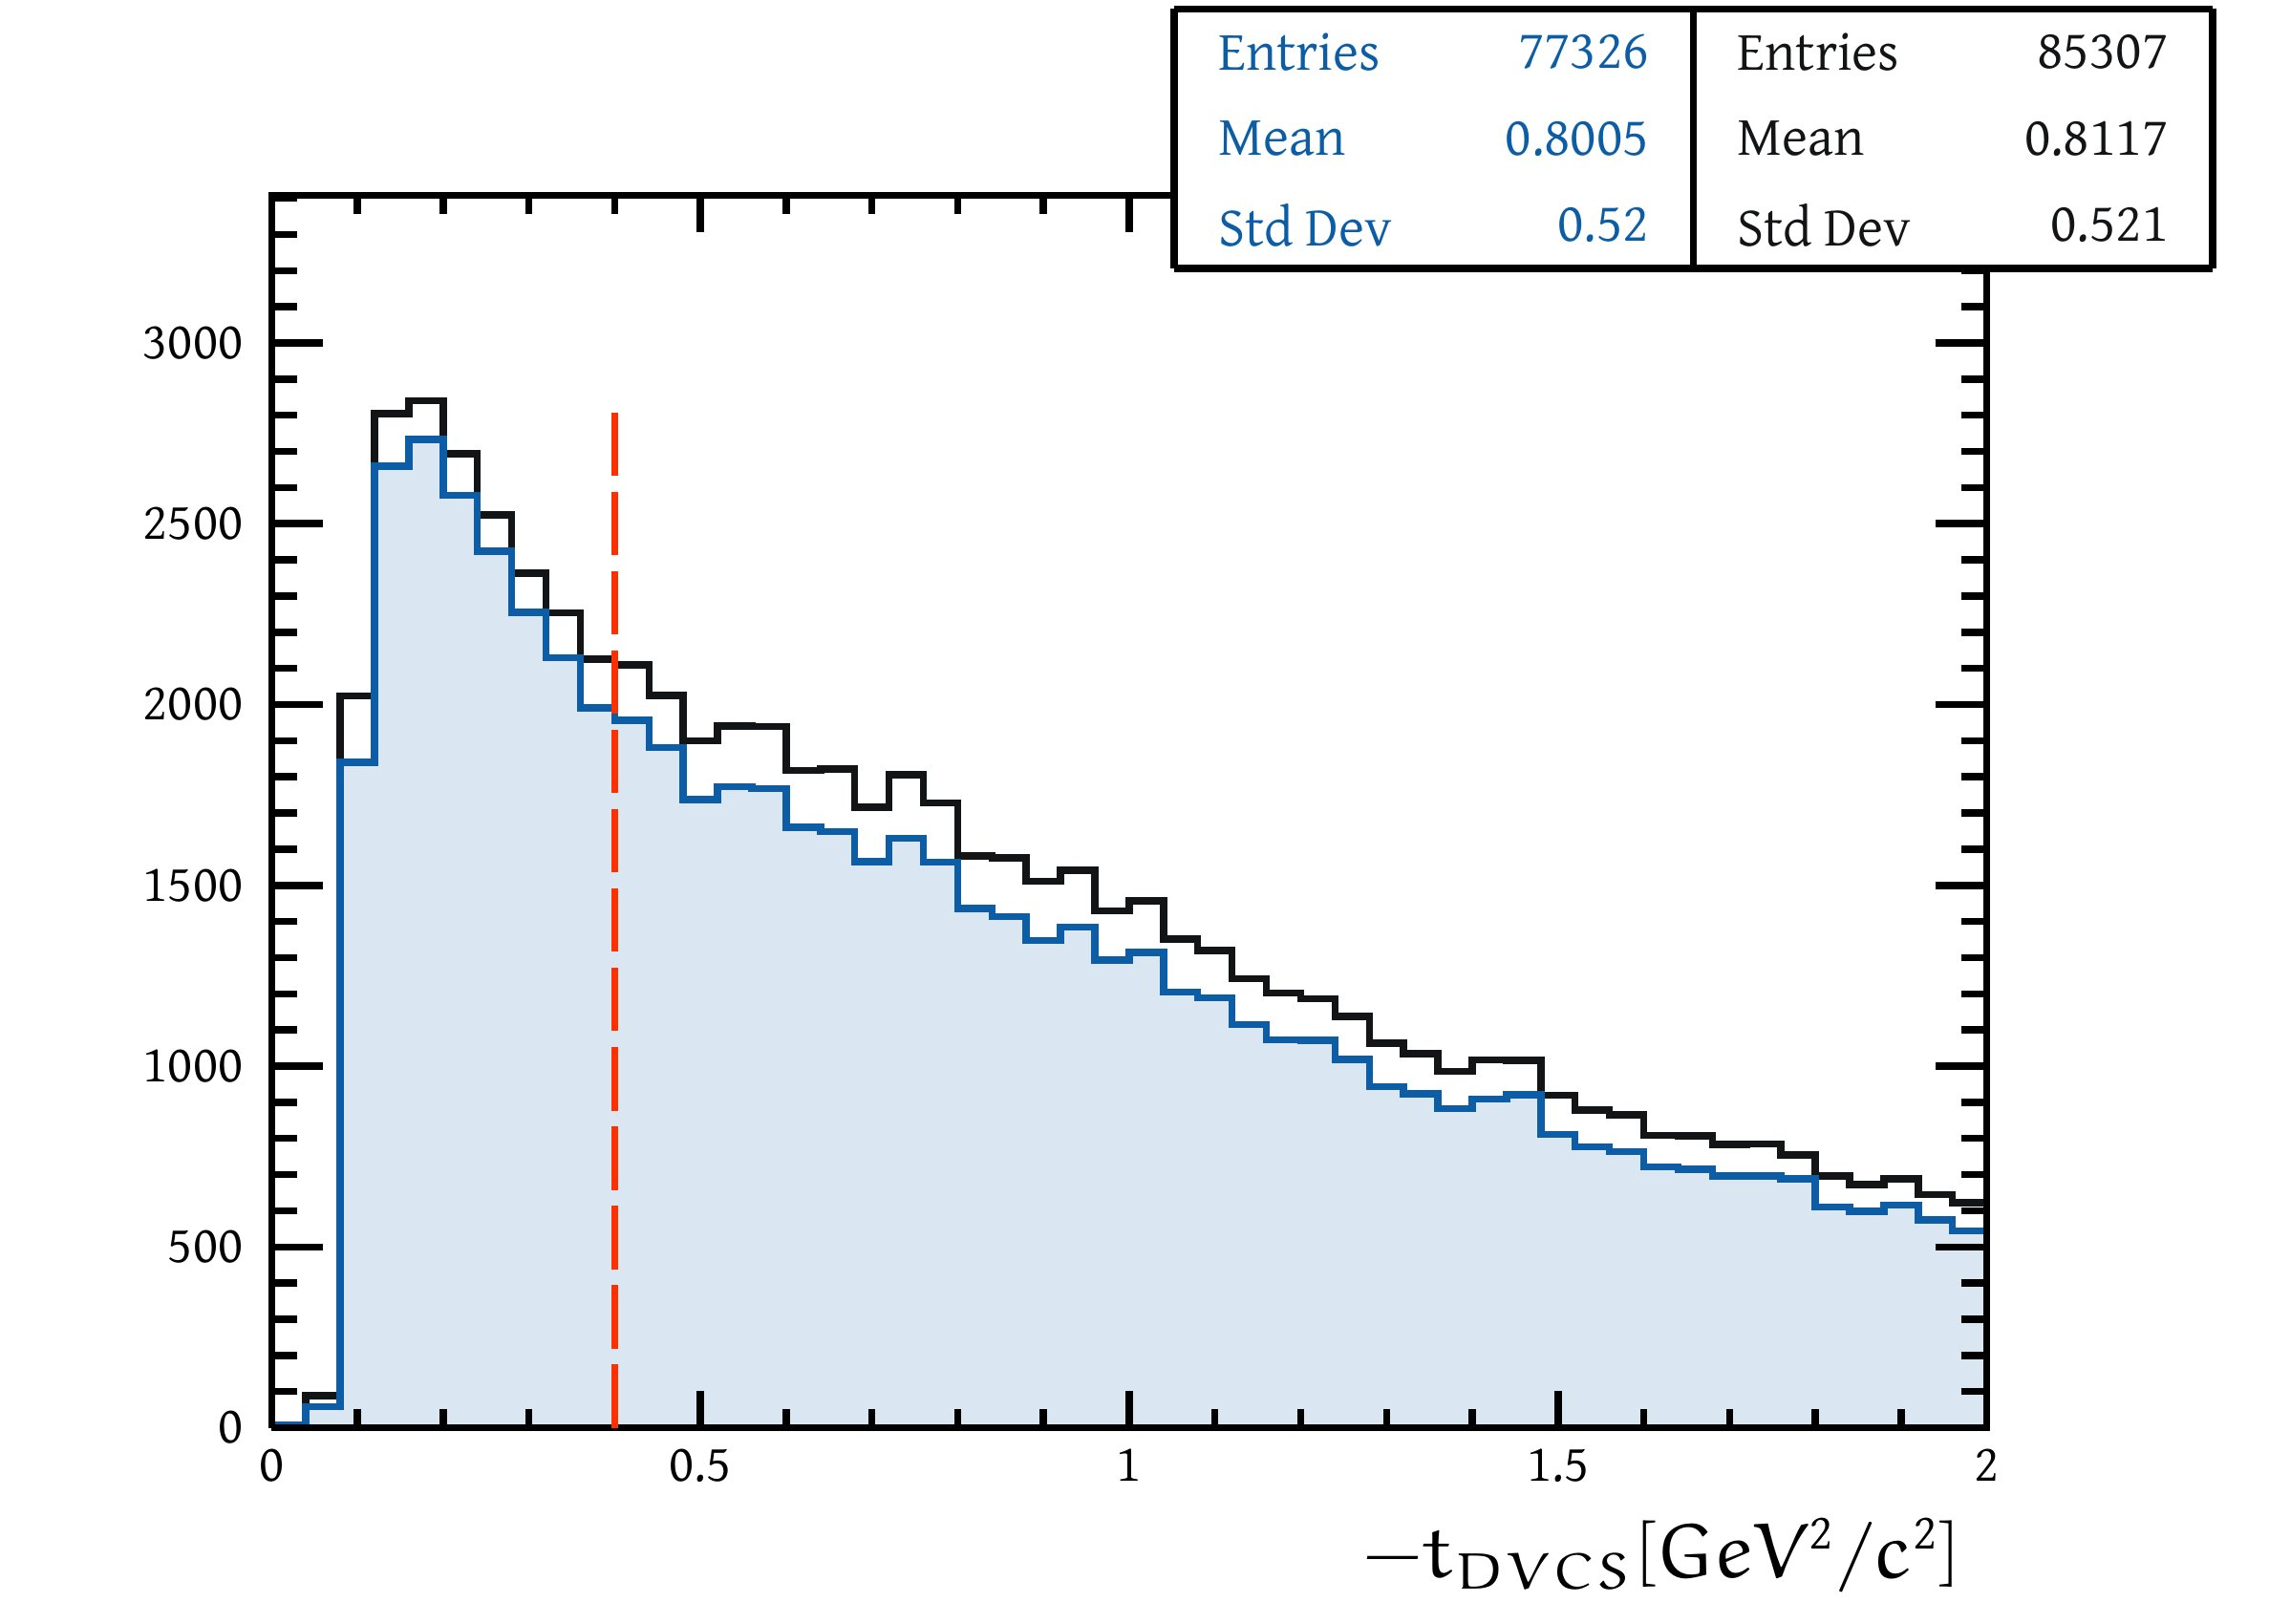 Entries 77326 Entries 85307
Mean 0.8005 Mean 0.8117
Std Dev 0.52 Std Dev 0.521
3000
2500
2000
1500
1000
500
0
0 0.5 1 1.5 2
−t_DVCS[GeV²/c²]